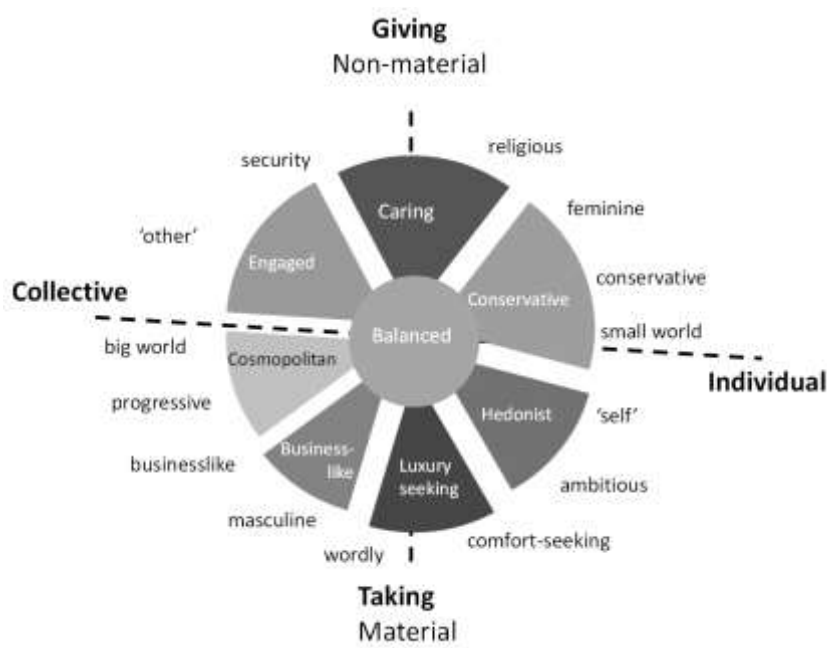 Giving
Non-material
religious
security
Caring
feminine
'other'
Engaged
conservative
Collective
Conservative
small world
Balanced
big world
Cosmopolitan
Individual
progressive
Hedonist
'self'
Business-
like
businesslike
Luxury
seeking
ambitious
masculine
comfort-seeking
wordly
Taking
Material